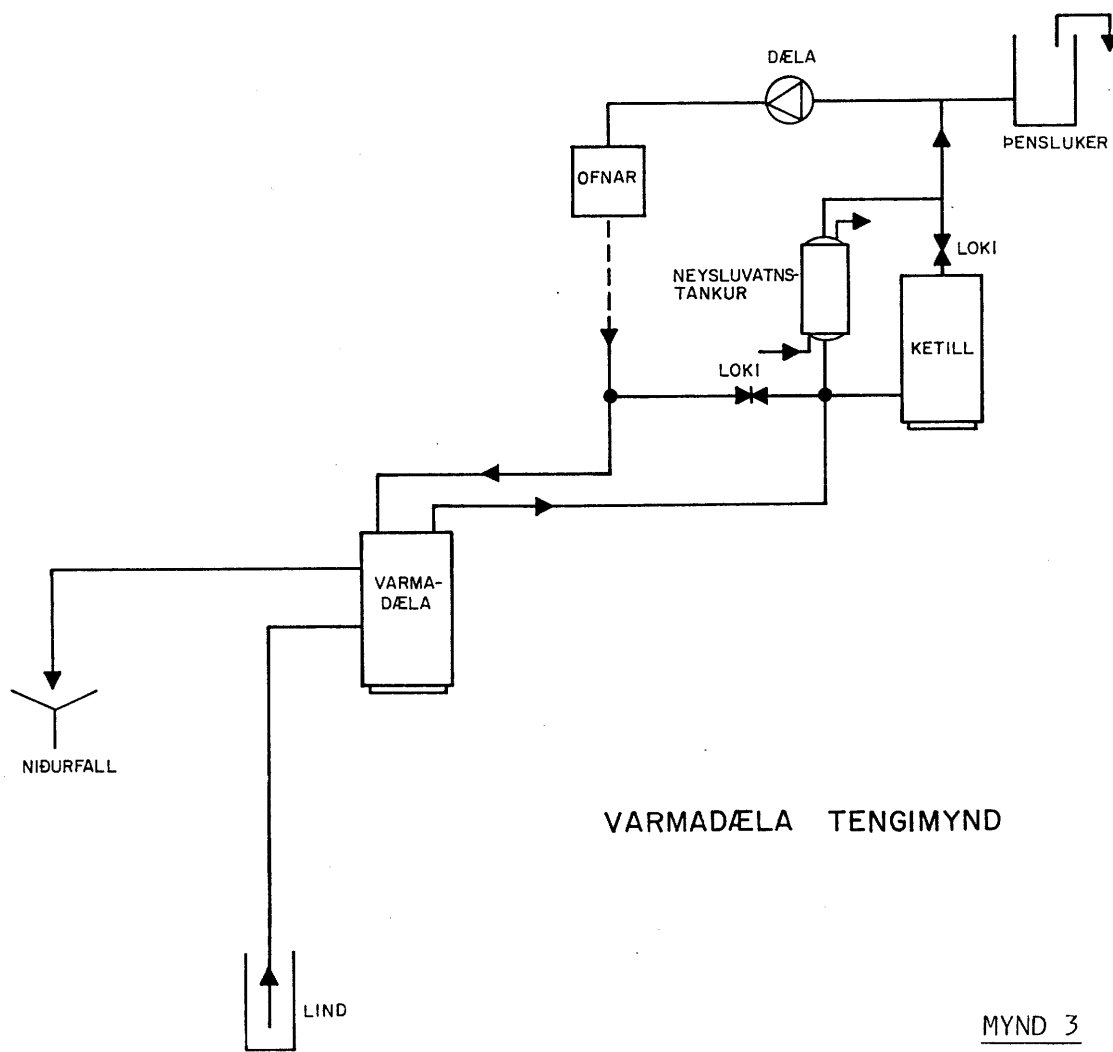 DÆLA
ÞENSLUKER
OFNAR
LOKI
NEYSLUVATNS-
TANKUR
KETILL
LOKI
VARMA-
DÆLA
NIÐURFALL
VARMADÆLA TENGIMYND
LIND
MYND 3